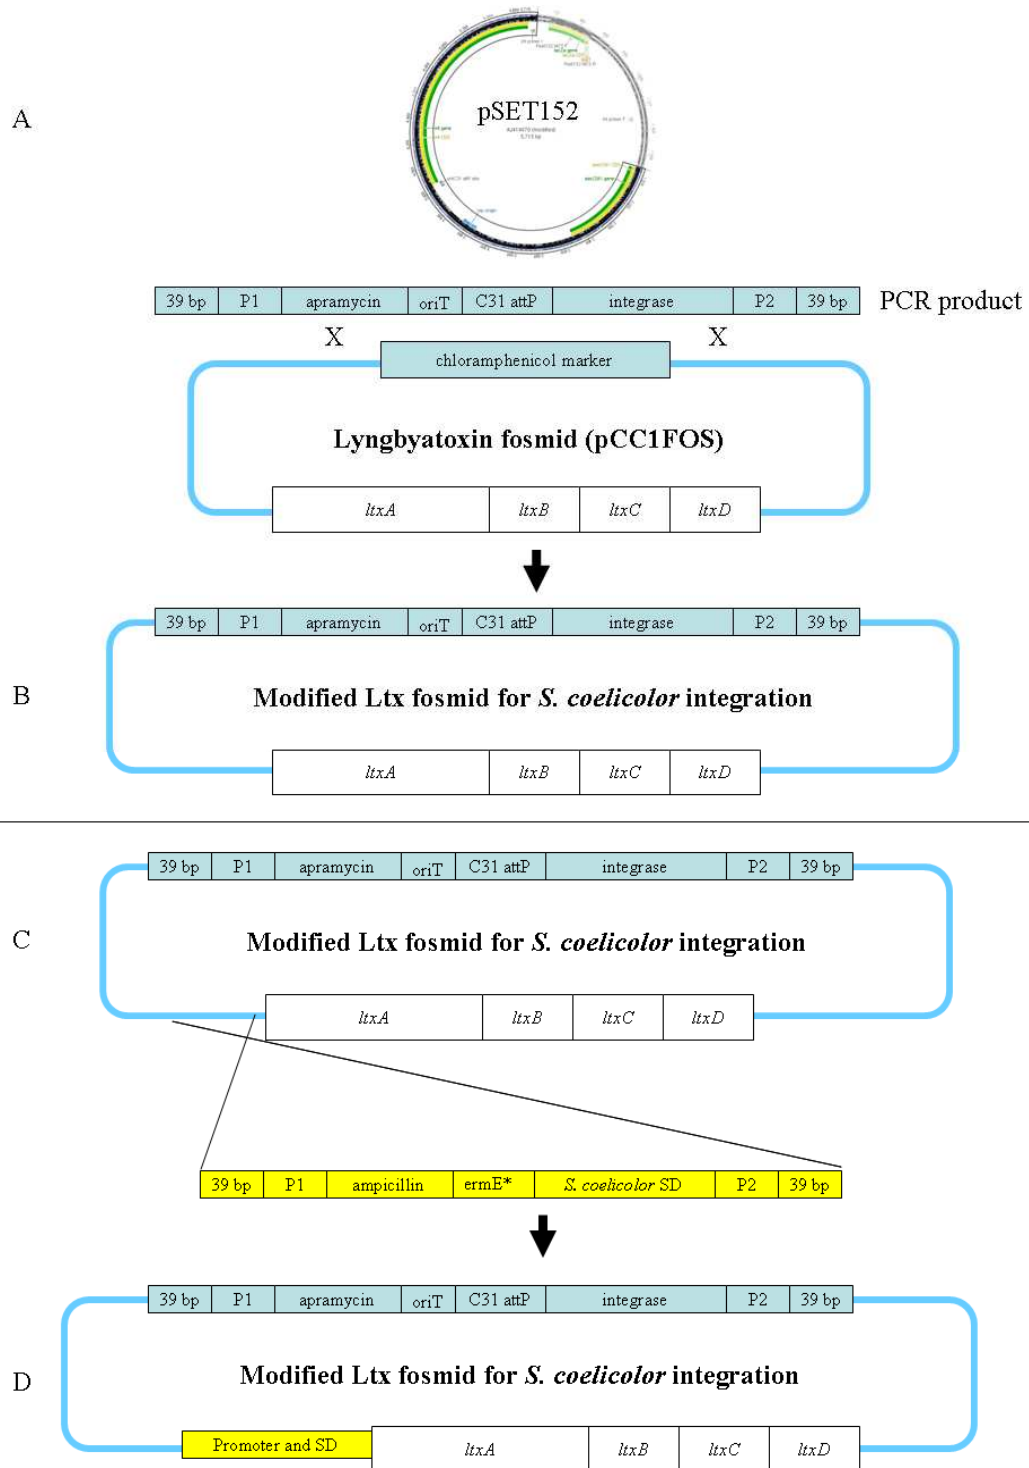 A
pSET152
39 bp P1 apramycin oriT C31 attP integrase P2 39 bp PCR product
X X
chloramphenicol marker
Lyngbyatoxin fosmid (pCC1FOS)
ltxA ltxB ltxC ltxD
39 bp P1 apramycin oriT C31 attP integrase P2 39 bp
B
Modified Ltx fosmid for S. coelicolor integration
ltxA ltxB ltxC ltxD
39 bp P1 apramycin oriT C31 attP integrase P2 39 bp
C
Modified Ltx fosmid for S. coelicolor integration
ltxA ltxB ltxC ltxD
39 bp P1 ampicillin ermE* S. coelicolor SD P2 39 bp
39 bp P1 apramycin oriT C31 attP integrase P2 39 bp
D
Modified Ltx fosmid for S. coelicolor integration
Promoter and SD ltxA ltxB ltxC ltxD